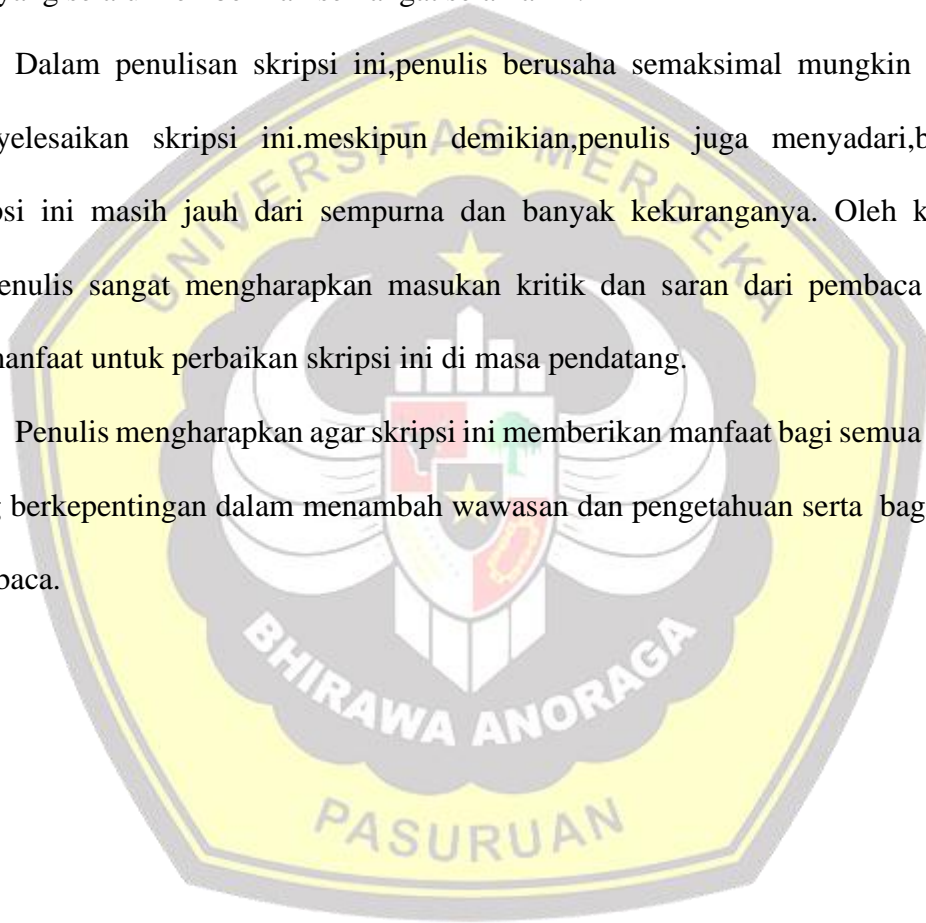 Dalam penulisan skripsi ini,penulis berusaha semaksimal mungkin
yelesaikan skripsi ini.meskipun demikian,penulis juga menyadari,b
psi ini masih jauh dari sempurna dan banyak kekuranganya. Oleh k
enulis sangat mengharapkan masukan kritik dan saran dari pembaca
manfaat untuk perbaikan skripsi ini di masa pendatang.
Penulis mengharapkan agar skripsi ini memberikan manfaat bagi semua
g berkepentingan dalam menambah wawasan dan pengetahuan serta bag
baca.
UNIVERSITAS MERDEKA
BHIRAWA ANORAGA
PASURUAN